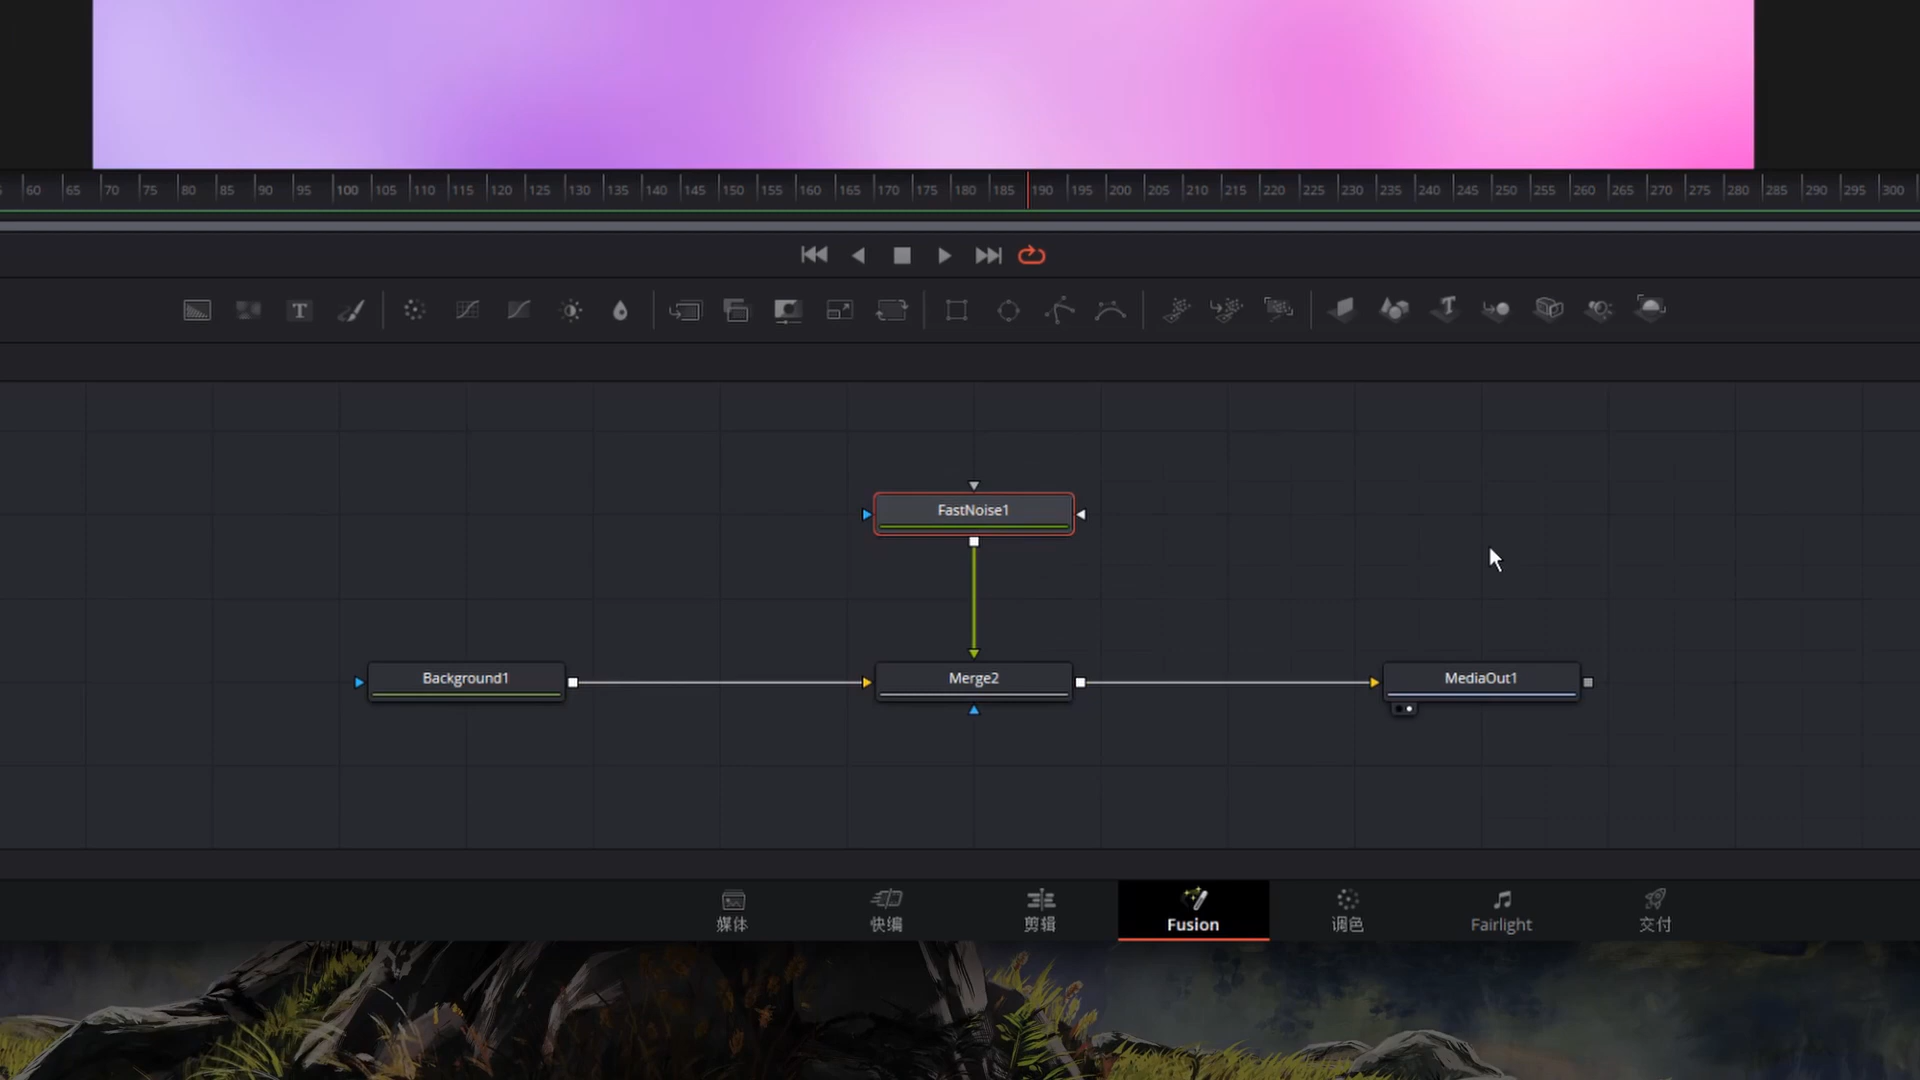 60 65 70 75 80 85 90 95 100 105 110 115 120 125 130 135 140 145 150 155 160 165 170 175 180 185 190 195 200 205 210 215 220 225 230 235 240 245 250 255 260 265 270 275 280 285 290 295 300
T
FastNoise1
Background1 Merge2 MediaOut1
媒体 快编 剪辑 Fusion 调色 Fairlight 交付